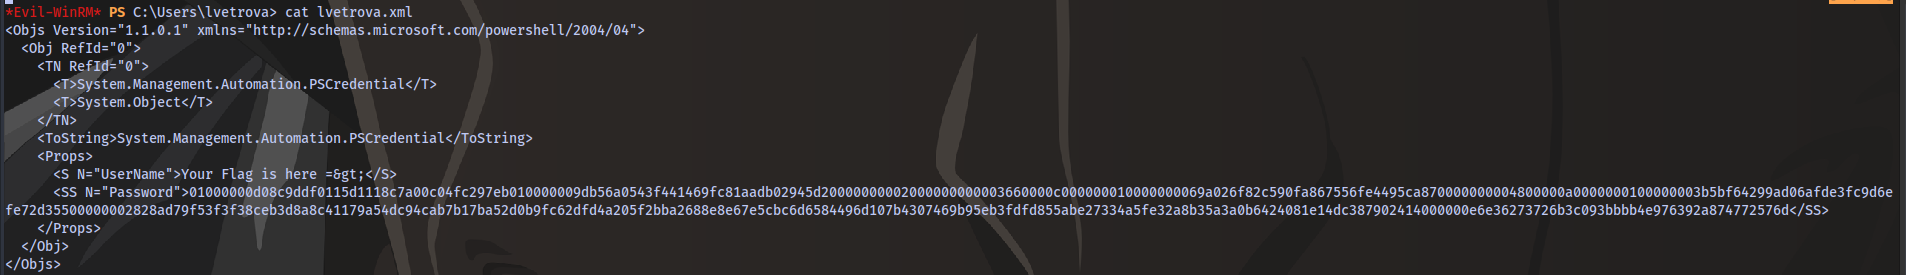 *Evil-WinRM* PS C:\Users\lvetrova> cat lvetrova.xml
<Objs Version="1.1.0.1" xmlns="http://schemas.microsoft.com/powershell/2004/04">
  <Obj RefId="0">
    <TN RefId="0">
      <T>System.Management.Automation.PSCredential</T>
      <T>System.Object</T>
    </TN>
    <ToString>System.Management.Automation.PSCredential</ToString>
    <Props>
      <S N="UserName">Your Flag is here =&gt;</S>
      <SS N="Password">01000000d08c9ddf0115d1118c7a00c04fc297eb010000009db56a0543f441469fc81aadb02945d20000000002000000000003660000c000000010000000069a026f82c590fa867556fe4495ca870000000004800000a0000000100000003b5bf64299ad06afde3fc9d6efe72d35500000002828ad79f53f3f38ceb3d8a8c41179a54dc94cab7b17ba52d0b9fc62dfd4a205f2bba2688e8e67e5cbc6d6584496d107b4307469b95eb3fdfd855abe27334a5fe32a8b35a3a0b6424081e14dc387902414000000e6e36273726b3c093bbbb4e976392a874772576d</SS>
    </Props>
  </Obj>
</Objs>